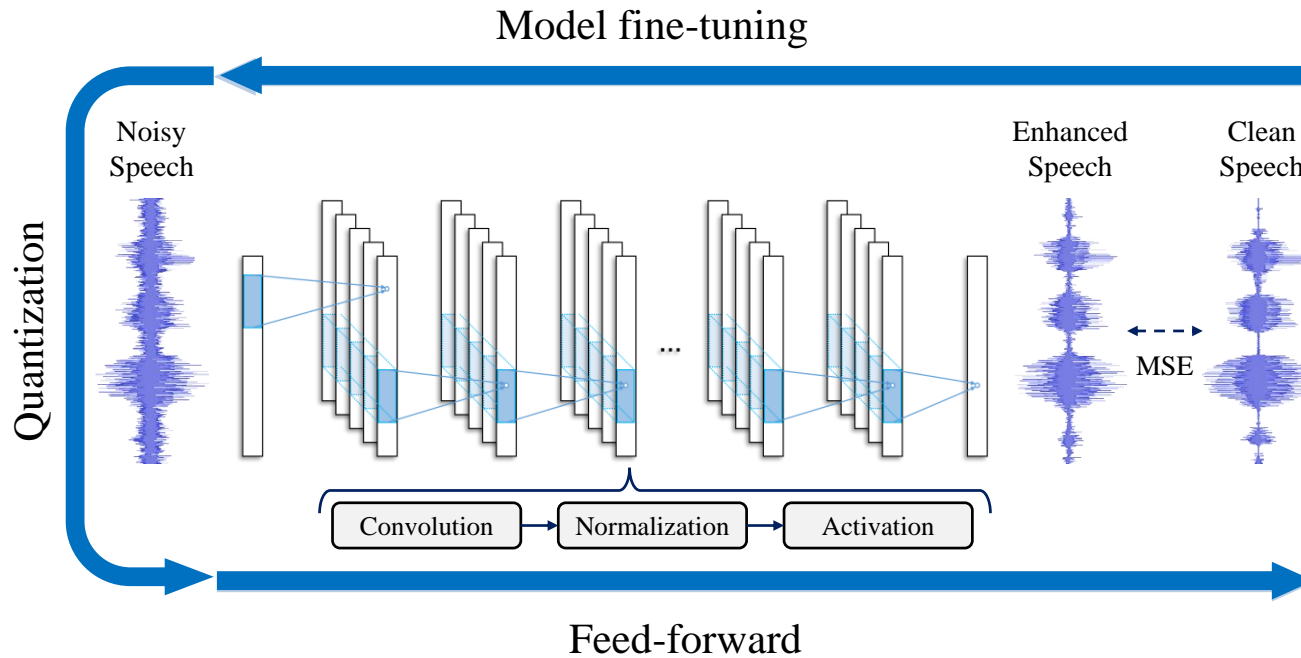 Model fine-tuning
Noisy
Speech
Enhanced
Speech
Clean
Speech
Quantization
...
MSE
Convolution
Normalization
Activation
Feed-forward